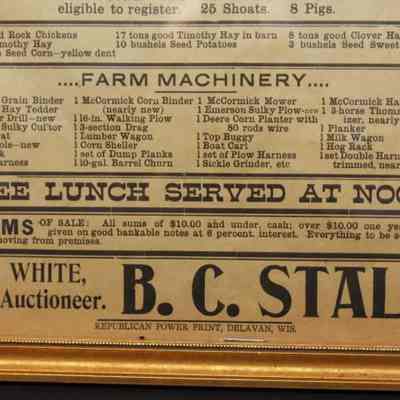 eligible to register. 25 Shoats. 8 Pigs.
d Rock Chickens 17 tons good Timothy Hay in barn 8 tons good Clover Ha
imothy Hay 10 bushels Seed Potatoes 3 bushels Seed Sweet
s Seed Corn—yellow dent
....FARM MACHINERY....
Grain Binder 1 McCormick Corn Binder 1 McCormick Mower 1 McCormick Ha
Hay Tedder (nearly new) 1 Emerson Sulky Plow-new 1 3-horse Thomas
r Drill-new 1 16-in. Walking Plow 1 Deere Corn Planter with izer, nearly
Sulky Cul'tor 1 3-section Drag 80 rods wire 1 Planker
at 1 Lumber Wagon 1 Top Buggy 1 Milk Wagon
ols—new 1 Corn Sheller 1 Boat Cart 1 Hog Rack
k 1 set of Dump Planks 1 set of Plow Harness 1 set Double Harn
arness 1 10-gal. Barrel Churn 1 Sickle Grinder, etc trimmed, near
EE LUNCH SERVED AT NOO
MS OF SALE: All sums of $10.00 and under, cash; over $10.00 one ye
given on good bankable notes at 6 percent. interest. Everything to be s
moving from premises.
WHITE, B. C. STAL
Auctioneer.
REPUBLICAN POWER PRINT, DELAVAN, WIS.